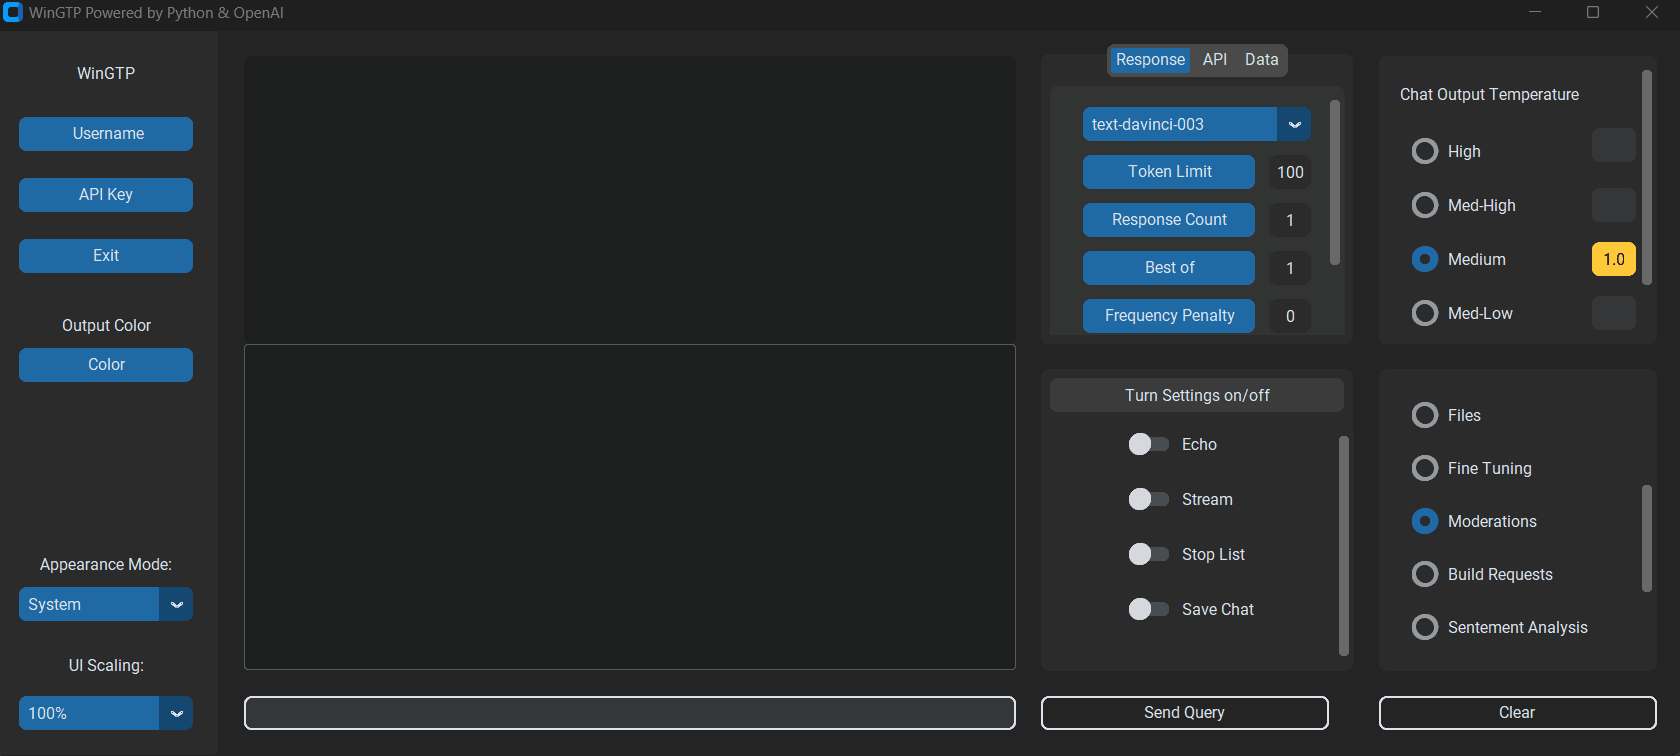 WinGTP Powered by Python & OpenAI
WinGTP
Username
API Key
Exit
Output Color
Color
Appearance Mode:
System
UI Scaling:
100%
Response API Data
text-davinci-003
Token Limit 100
Response Count 1
Best of 1
Frequency Penalty 0
Turn Settings on/off
Echo
Stream
Stop List
Save Chat
Send Query
Chat Output Temperature
High
Med-High
Medium 1.0
Med-Low
Files
Fine Tuning
Moderations
Build Requests
Sentement Analysis
Clear